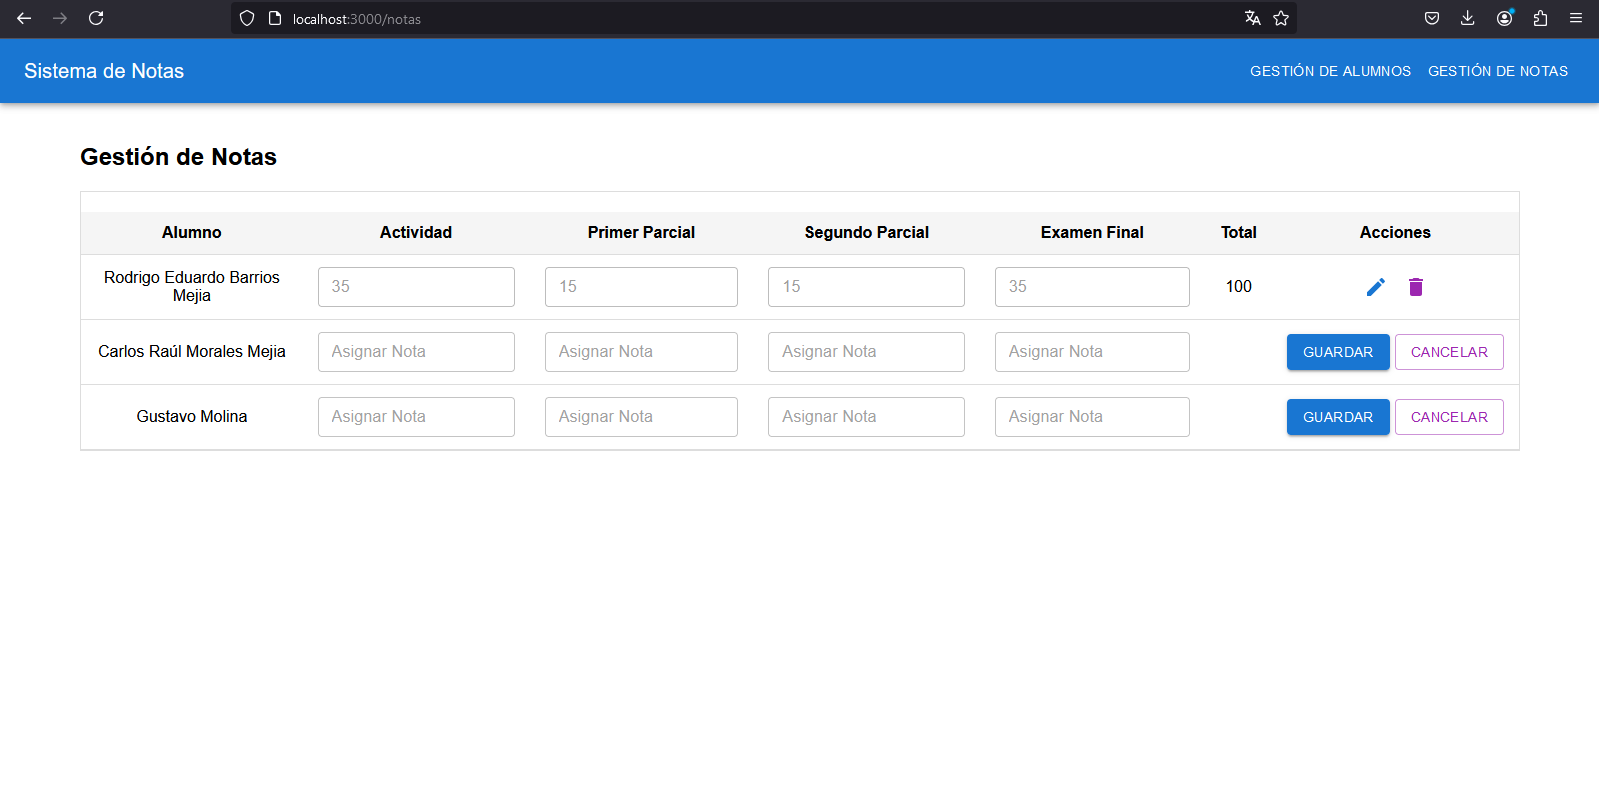 localhost:3000/notas
Sistema de Notas
GESTIÓN DE ALUMNOS
GESTIÓN DE NOTAS
Gestión de Notas
Alumno Actividad Primer Parcial Segundo Parcial Examen Final Total Acciones
Rodrigo Eduardo Barrios
Mejia
35 15 15 35 100
Carlos Raúl Morales Mejia Asignar Nota Asignar Nota Asignar Nota Asignar Nota GUARDAR CANCELAR
Gustavo Molina Asignar Nota Asignar Nota Asignar Nota Asignar Nota GUARDAR CANCELAR